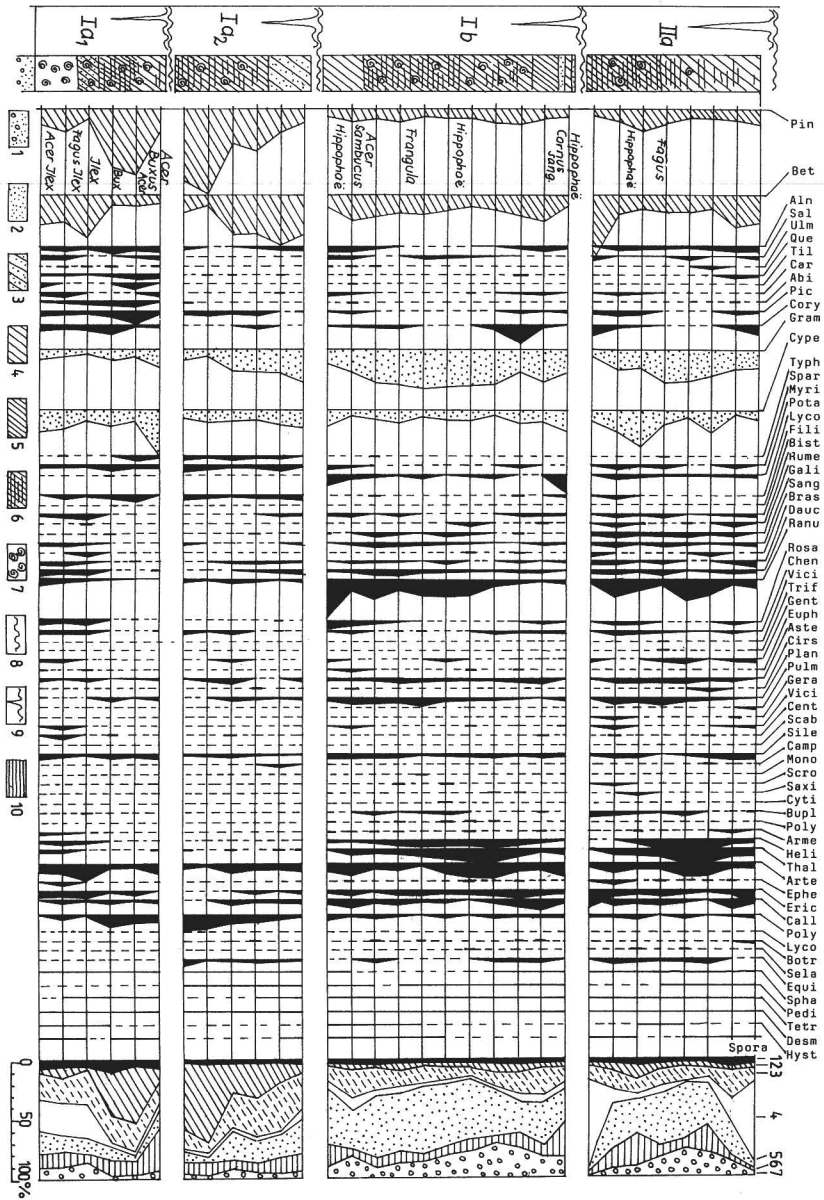 Ia₁
Ia₂
Ib
IIa
1
2
3
4
5
6
7
8
9
10
Acer Ilex
Fagus Ilex
Ilex
Bux
Acer
Buxus
Acer
Hippophaë
Sambucus
Acer
Frangula
Hippophaë
Cornus
Sang.
Hippophaë
Hippophaë
Fagus
Pin
Bet
Aln
Sal
Ulm
Que
Til
Car
Abi
Pic
Cory
Gram
Cype
Typh
Spar
Myri
Pota
Lyco
Fili
Bist
Rume
Gali
Sang
Bras
Dauc
Ranu
Rosa
Chen
Vici
Trif
Gent
Euph
Aste
Cirs
Plan
Pulm
Gera
Vici
Cent
Scab
Sile
Camp
Mono
Scro
Saxi
Cyti
Bupl
Poly
Arme
Heli
Thal
Arte
Ephe
Eric
Call
Poly
Lyco
Botr
Sela
Equi
Spha
Pedi
Tetr
Desm
Hyst
Spora
123
4
567
0
50
100%